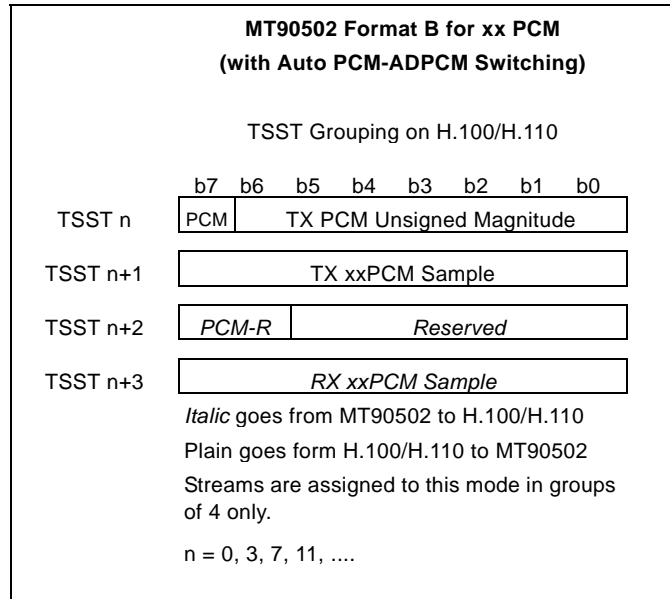 MT90502 Format B for xx PCM
(with Auto PCM-ADPCM Switching)
TSST Grouping on H.100/H.110
b7 b6 b5 b4 b3 b2 b1 b0
TSST n PCM TX PCM Unsigned Magnitude
TSST n+1 TX xxPCM Sample
TSST n+2 PCM-R Reserved
TSST n+3 RX xxPCM Sample
Italic goes from MT90502 to H.100/H.110
Plain goes form H.100/H.110 to MT90502
Streams are assigned to this mode in groups
of 4 only.
n = 0, 3, 7, 11, ....